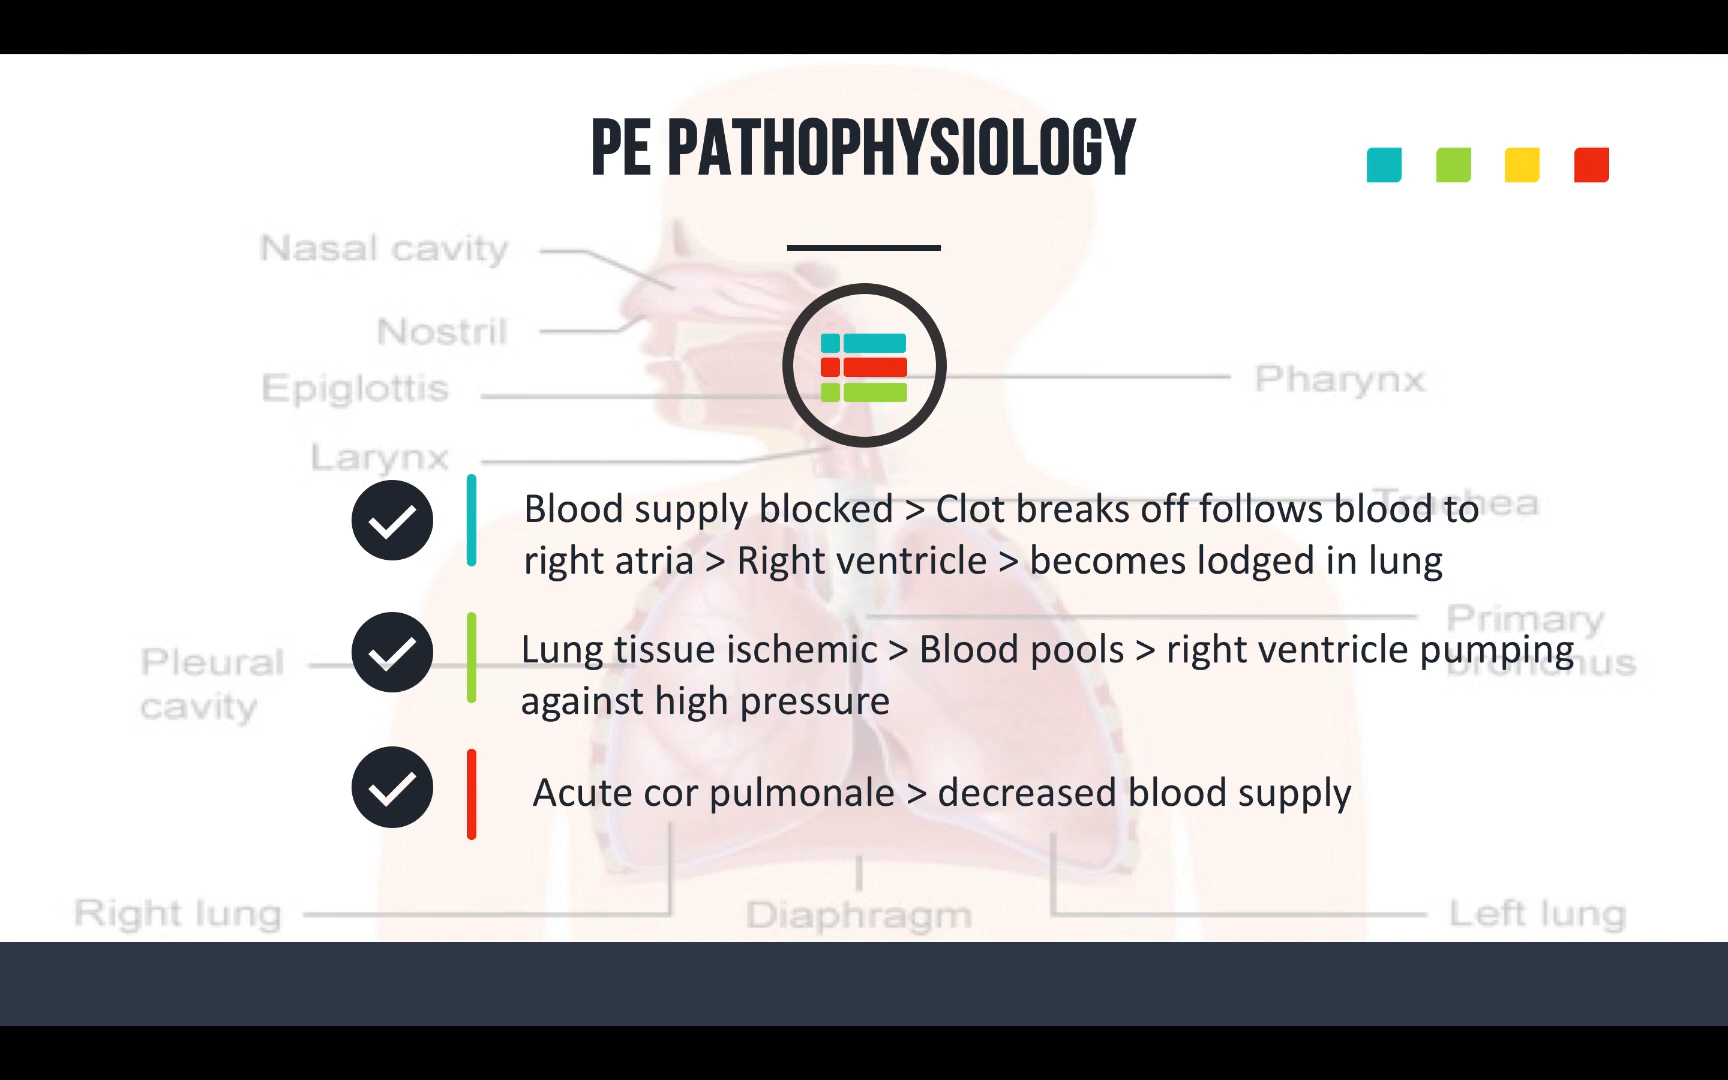 PE PATHOPHYSIOLOGY
Nasal cavity
Nostril
Epiglottis
Pharynx
Larynx
Trachea
Blood supply blocked > Clot breaks off follows blood to
right atria > Right ventricle > becomes lodged in lung
Primary
bronchus
Lung tissue ischemic > Blood pools > right ventricle pumping
against high pressure
Pleural
cavity
Acute cor pulmonale > decreased blood supply
Right lung
Diaphragm
Left lung